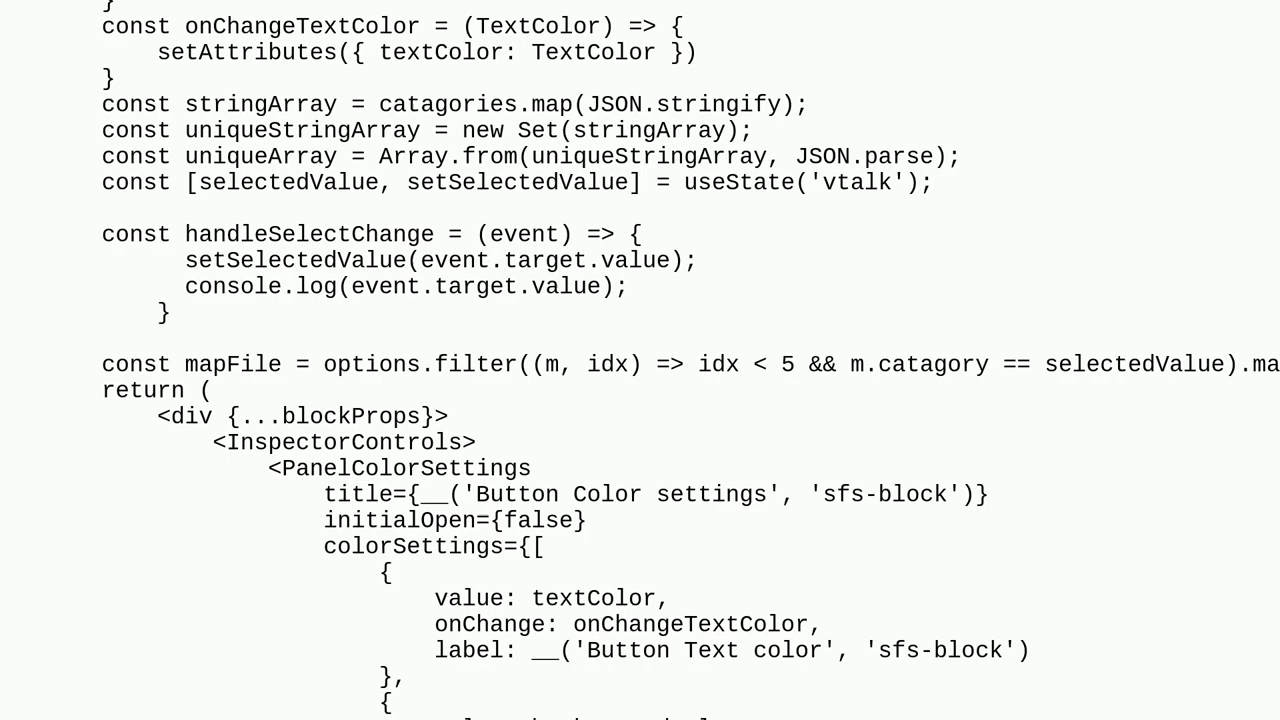 }
const onChangeTextColor = (TextColor) => {
setAttributes({ textColor: TextColor })
}
const stringArray = catagories.map(JSON.stringify);
const uniqueStringArray = new Set(stringArray);
const uniqueArray = Array.from(uniqueStringArray, JSON.parse);
const [selectedValue, setSelectedValue] = useState('vtalk');
const handleSelectChange = (event) => {
setSelectedValue(event.target.value);
console.log(event.target.value);
}
const mapFile = options.filter((m, idx) => idx < 5 && m.catagory == selectedValue).ma
return (
<div {...blockProps}>
<InspectorControls>
<PanelColorSettings
title={__('Button Color settings', 'sfs-block')}
initialOpen={false}
colorSettings={[
{
value: textColor,
onChange: onChangeTextColor,
label: __('Button Text color', 'sfs-block')
},
{